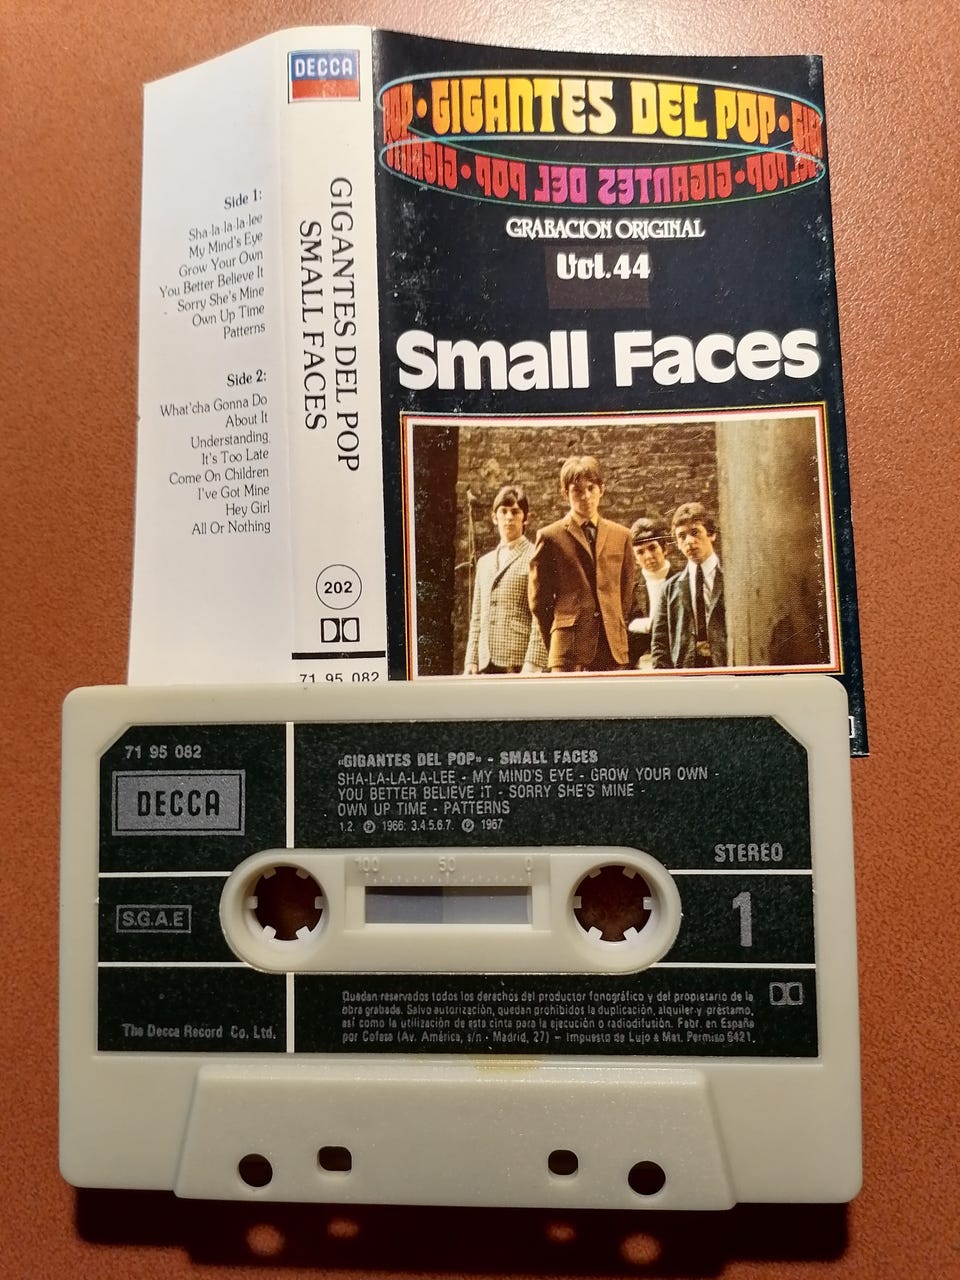 Side 1:
Sha-la-la-la-lee
My Mind's Eye
Grow Your Own
You Better Believe It
Sorry She's Mine
Own Up Time
Patterns
Side 2:
What'cha Gonna Do
About It
Understanding
It's Too Late
Come On Children
I've Got Mine
Hey Girl
All Or Nothing
DECCA
GIGANTES DEL POP
SMALL FACES
202
71 95 082
POP • GIGANTES DEL POP •
GIGANTES DEL POP
GRABACION ORIGINAL
Vol.44
Small Faces
71 95 082
DECCA
«GIGANTES DEL POP» - SMALL FACES
SHA-LA-LA-LA-LEE - MY MIND'S EYE - GROW YOUR OWN -
YOU BETTER BELIEVE IT - SORRY SHE'S MINE -
OWN UP TIME - PATTERNS
1.2. ℗ 1966; 3.4.5.6.7. ℗ 1967
STEREO
100 50 0
S.G.A.E
1
The Decca Record Co, Ltd.
Quedan reservados todos los derechos del productor fonográfico y del propietario de la
obra grabada. Salvo autorización, quedan prohibidos la duplicación, alquiler y préstamo,
así como la utilización de esta cinta para la ejecución o radiodifusión. Fabr. en España
por Cofasa (Av. América, s/n - Madrid, 27) - Impuesto de Lujo a Met. Permiso 6421.